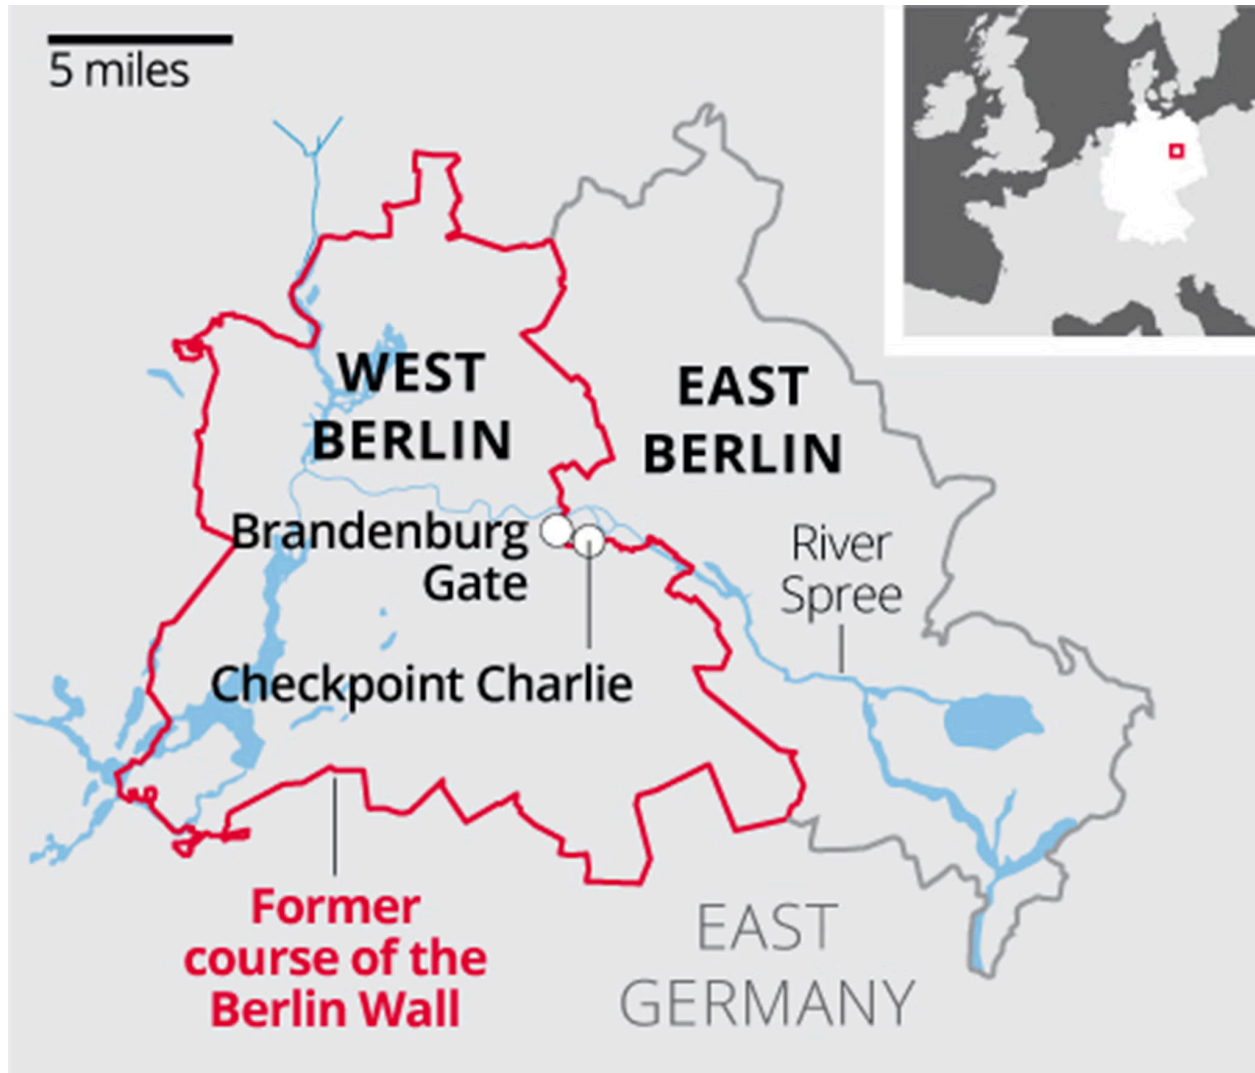 5 miles
WEST
BERLIN
EAST
BERLIN
Brandenburg
Gate
River
Spree
Checkpoint Charlie
Former
course of the
Berlin Wall
EAST
GERMANY